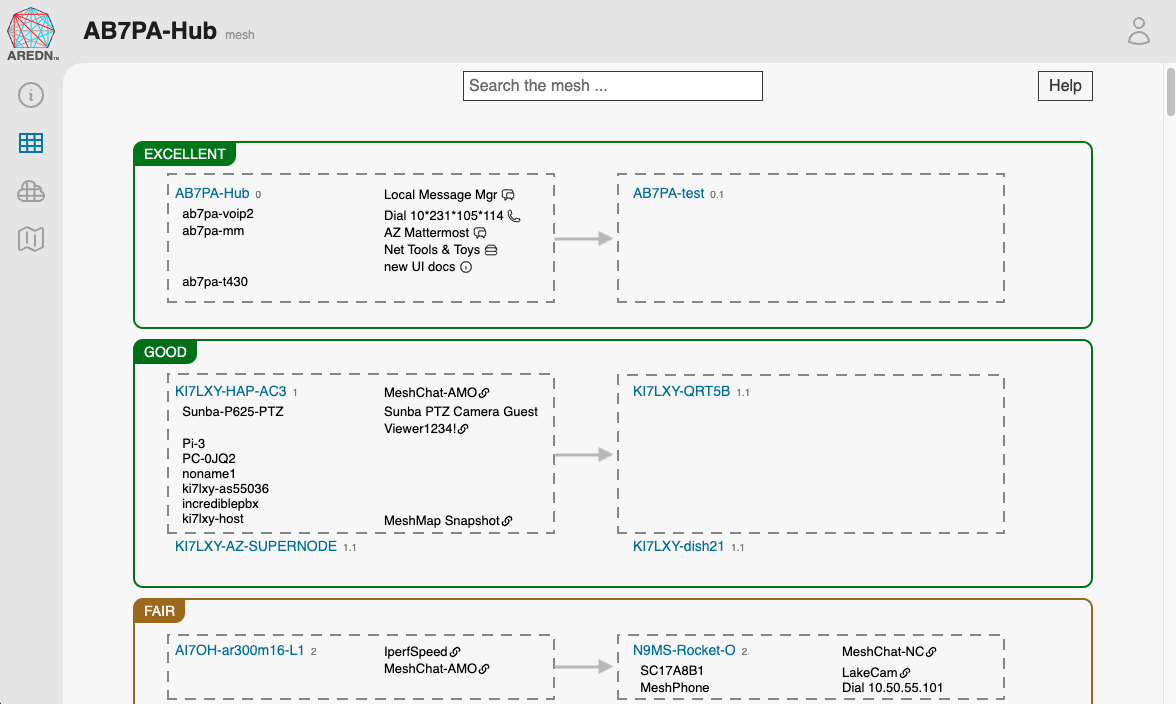 AREDN™
AB7PA-Hub mesh
Search the mesh ...
Help
EXCELLENT
AB7PA-Hub 0
ab7pa-voip2
ab7pa-mm
ab7pa-t430
Local Message Mgr
Dial 10*231*105*114
AZ Mattermost
Net Tools & Toys
new UI docs
AB7PA-test 0.1
GOOD
KI7LXY-HAP-AC3 1
Sunba-P625-PTZ
Pi-3
PC-0JQ2
noname1
ki7lxy-as55036
incrediblepbx
ki7lxy-host
MeshChat-AMO
Sunba PTZ Camera Guest
Viewer1234!
MeshMap Snapshot
KI7LXY-QRT5B 1.1
KI7LXY-AZ-SUPERNODE 1.1
KI7LXY-dish21 1.1
FAIR
AI7OH-ar300m16-L1 2
IperfSpeed
MeshChat-AMO
N9MS-Rocket-O 2
SC17A8B1
MeshPhone
MeshChat-NC
LakeCam
Dial 10.50.55.101